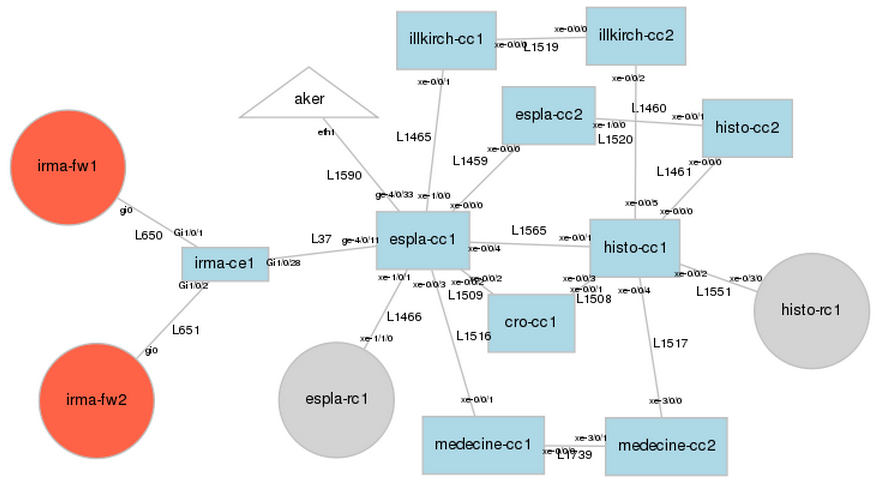 illkirch-cc1
xe-0/0/0
L1519
xe-0/0/0
illkirch-cc2
xe-0/0/1
xe-0/0/2
aker
eth1
espla-cc2
xe-1/0/0
L1460
L1520
xe-0/0/1
histo-cc2
L1465
L1459
xe-0/0/0
L1461
xe-0/0/0
irma-fw1
gi0
L1590
ge-4/0/33
xe-1/0/0
xe-0/0/0
xe-0/0/5
xe-0/0/0
L650
Gi1/0/1
irma-ce1
Gi1/0/28
L37
ge-4/0/11
espla-cc1
xe-0/0/4
L1565
xe-0/0/1
histo-cc1
Gi1/0/2
xe-1/0/1
xe-0/0/3
xe-0/0/2
L1509
xe-0/0/3
xe-0/0/1
L1508
xe-0/0/4
xe-0/0/2
L1551
xe-0/3/0
histo-rc1
L651
gi0
L1466
xe-1/1/0
L1516
cro-cc1
L1517
irma-fw2
espla-rc1
xe-0/0/1
xe-3/0/0
medecine-cc1
xe-0/0/0
L1739
xe-3/0/1
medecine-cc2